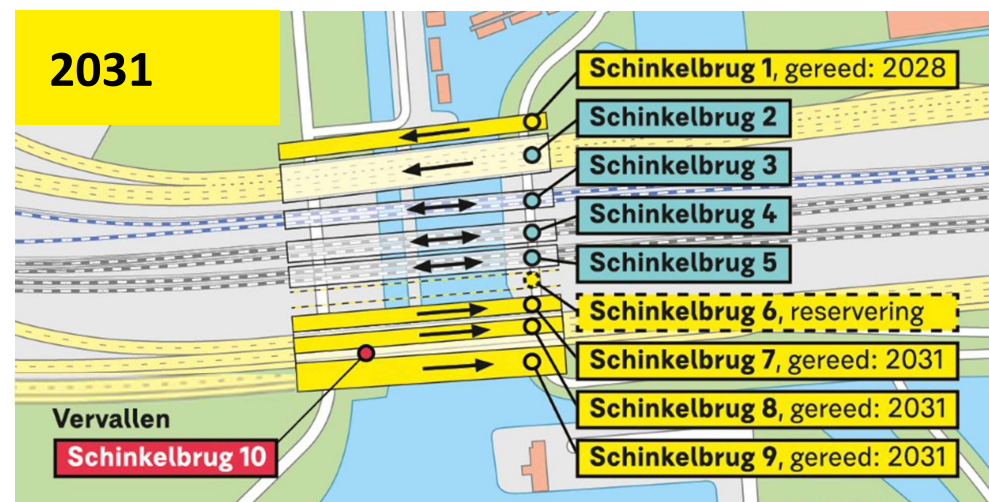 2031
Schinkelbrug 1, gereed: 2028
Schinkelbrug 2
Schinkelbrug 3
Schinkelbrug 4
Schinkelbrug 5
Schinkelbrug 6, reservering
Schinkelbrug 7, gereed: 2031
Schinkelbrug 8, gereed: 2031
Schinkelbrug 9, gereed: 2031
Vervallen
Schinkelbrug 10